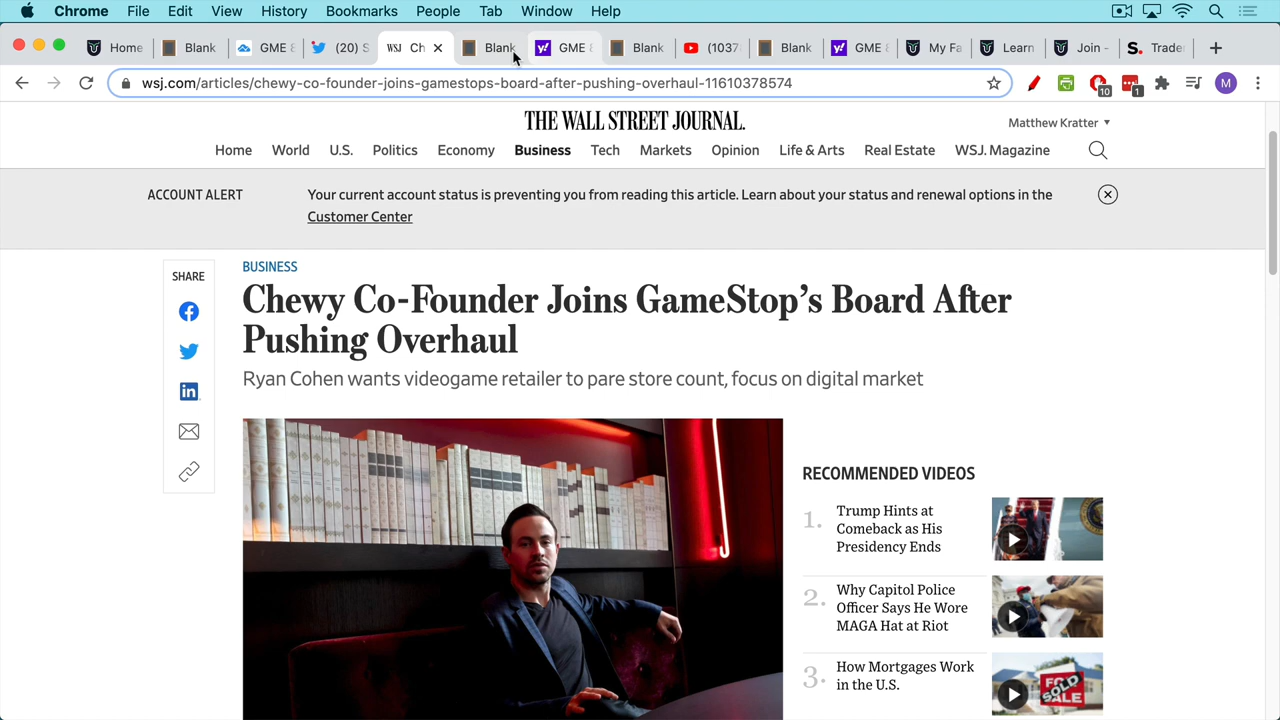 Chrome File Edit View History Bookmarks People Tab Window Help
Home Blank GME (20) S WSJ Ch Blank GME Blank (1037 Blank GME My Fa Learn Join - Trade +
wsj.com/articles/chewy-co-founder-joins-gamestops-board-after-pushing-overhaul-11610378574 10 1 M
THE WALL STREET JOURNAL.
Matthew Kratter
Home World U.S. Politics Economy Business Tech Markets Opinion Life & Arts Real Estate WSJ. Magazine
ACCOUNT ALERT
Your current account status is preventing you from reading this article. Learn about your status and renewal options in the
Customer Center
SHARE
BUSINESS
Chewy Co-Founder Joins GameStop's Board After
Pushing Overhaul
Ryan Cohen wants videogame retailer to pare store count, focus on digital market
RECOMMENDED VIDEOS
1. Trump Hints at
Comeback as His
Presidency Ends
2. Why Capitol Police
Officer Says He Wore
MAGA Hat at Riot
3. How Mortgages Work
in the U.S.
SOLD
SALE